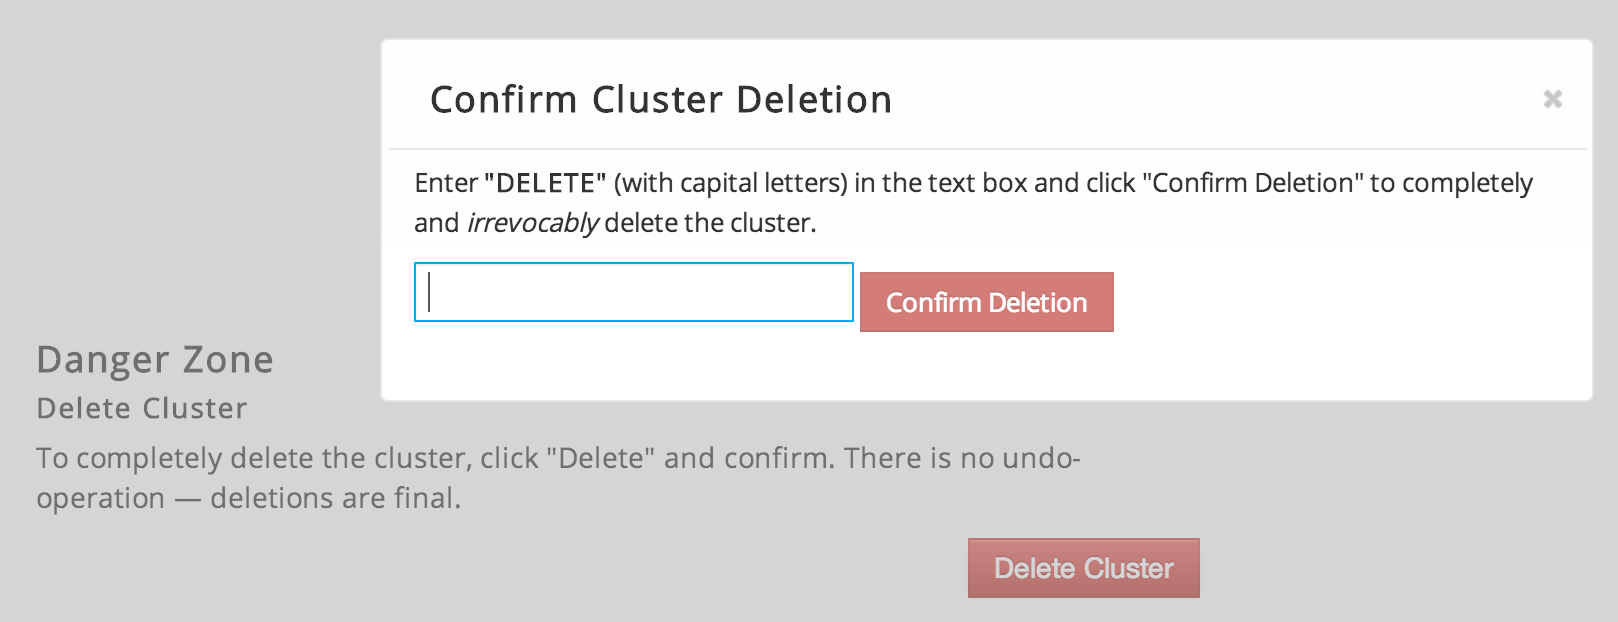 Confirm Cluster Deletion
Enter "DELETE" (with capital letters) in the text box and click "Confirm Deletion" to completely
and irrevocably delete the cluster.
Confirm Deletion
Danger Zone
Delete Cluster
To completely delete the cluster, click "Delete" and confirm. There is no undo-
operation — deletions are final.
Delete Cluster